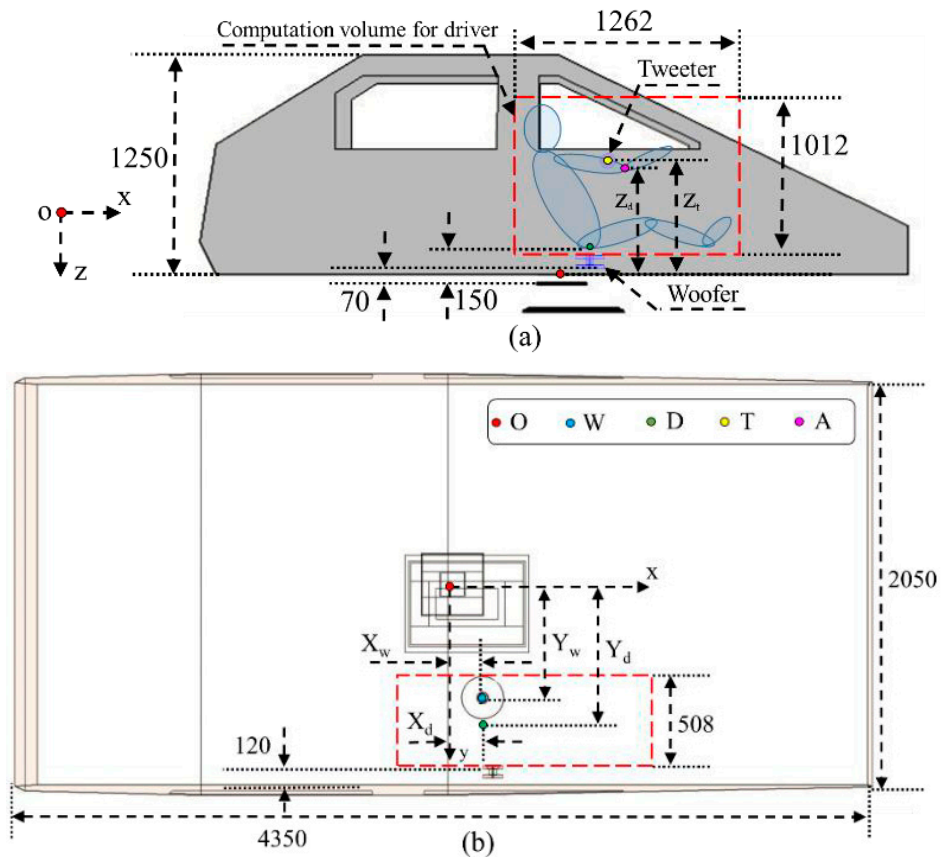 Computation volume for driver
1262
Tweeter
1250
1012
o
x
z
Z_d
Z_t
70
150
Woofer
(a)
O W D T A
x
2050
X_w
Y_w
Y_d
X_d
508
120
y
4350
(b)